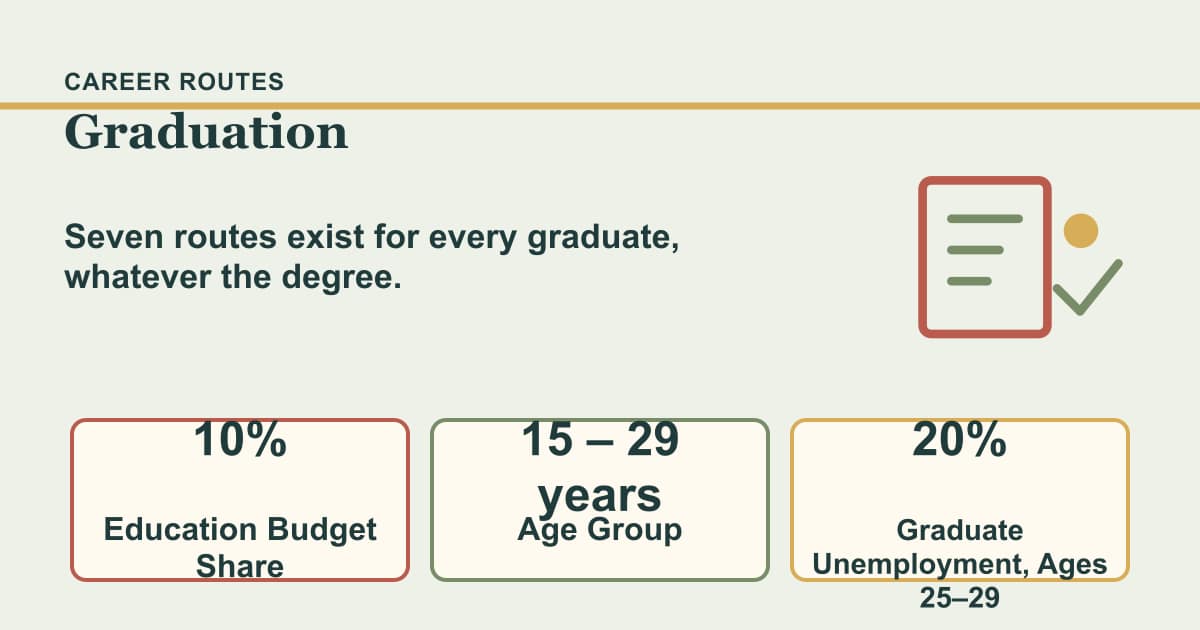 CAREER ROUTES
Graduation
Seven routes exist for every graduate,
whatever the degree.
10%
Education Budget
Share
15 – 29
years
Age Group
20%
Graduate
Unemployment, Ages
25–29